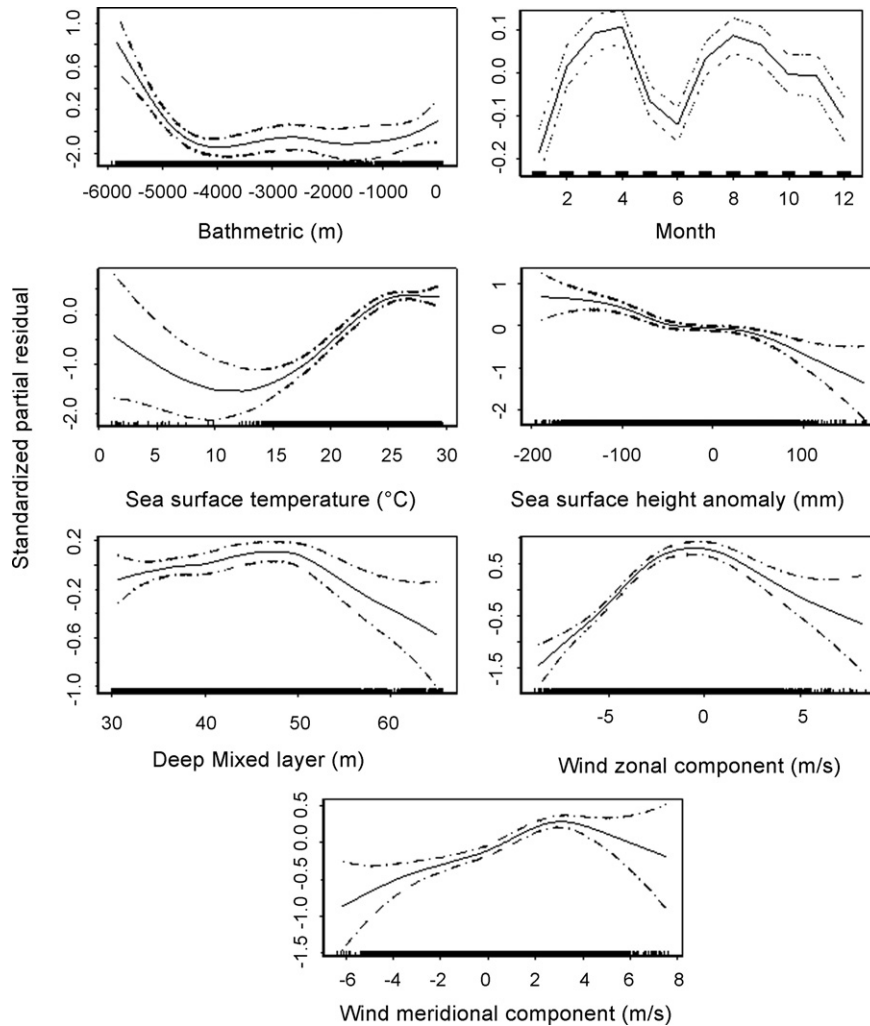 Standardized partial residual
1.0
0.6
0.2
-2.0
-6000 -5000 -4000 -3000 -2000 -1000 0
Bathmetric (m)
0.1
0.0
-0.1
-0.2
2 4 6 8 10 12
Month
0.0
-1.0
-2.0
0 5 10 15 20 25 30
Sea surface temperature (°C)
1
0
-2
-200 -100 0 100
Sea surface height anomaly (mm)
0.2
-0.2
-0.6
-1.0
30 40 50 60
Deep Mixed layer (m)
0.5
-0.5
-1.5
-5 0 5
Wind zonal component (m/s)
0.5
0.0
-0.5
-1.0
-1.5
-6 -4 -2 0 2 4 6 8
Wind meridional component (m/s)